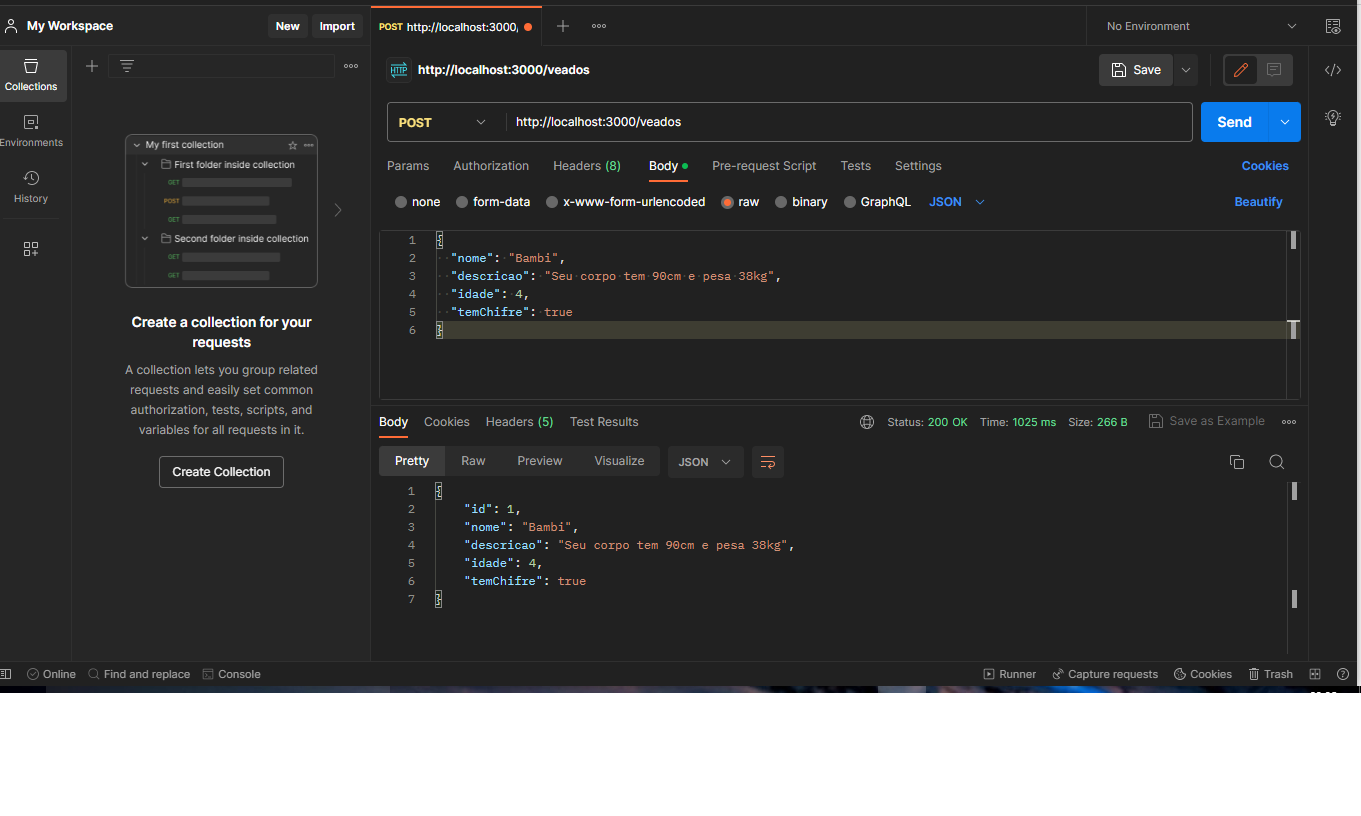 My Workspace
New
Import
POST http://localhost:3000,
No Environment
Collections
Environments
History
My first collection
First folder inside collection
GET
POST
GET
Second folder inside collection
GET
GET
Create a collection for your
requests
A collection lets you group related
requests and easily set common
authorization, tests, scripts, and
variables for all requests in it.
Create Collection
HTTP http://localhost:3000/veados
Save
POST http://localhost:3000/veados
Send
Params Authorization Headers (8) Body Pre-request Script Tests Settings Cookies
none form-data x-www-form-urlencoded raw binary GraphQL JSON Beautify
1 {
2 "nome": "Bambi",
3 "descricao": "Seu corpo tem 90cm e pesa 38kg",
4 "idade": 4,
5 "temChifre": true
6 }
Body Cookies Headers (5) Test Results Status: 200 OK Time: 1025 ms Size: 266 B Save as Example
Pretty Raw Preview Visualize JSON
1 {
2 "id": 1,
3 "nome": "Bambi",
4 "descricao": "Seu corpo tem 90cm e pesa 38kg",
5 "idade": 4,
6 "temChifre": true
7 }
Online Find and replace Console Runner Capture requests Cookies Trash